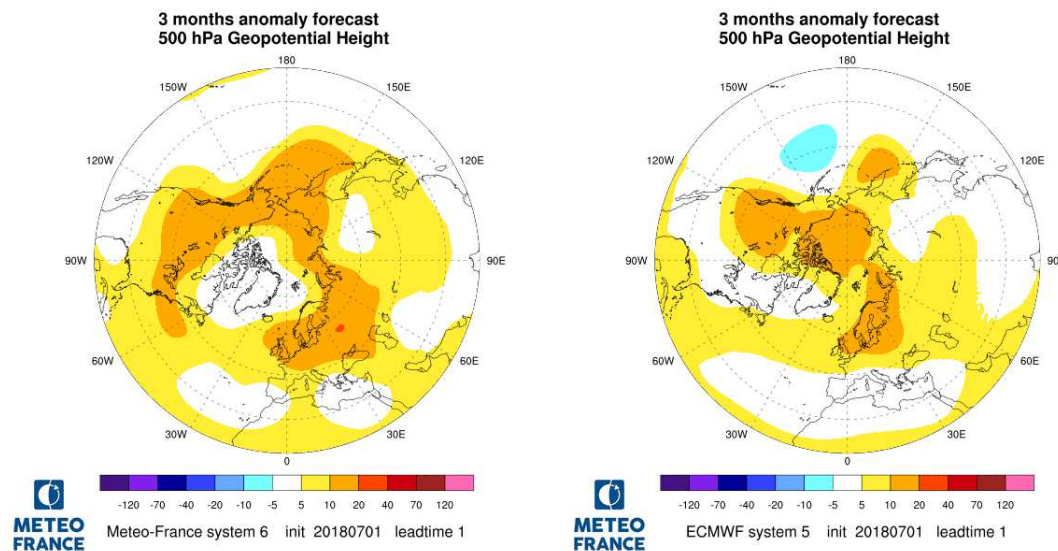 3 months anomaly forecast
500 hPa Geopotential Height
180
150W
150E
120W
120E
90W
90E
60W
60E
30W
30E
0
-120 -70 -40 -20 -10 -5 5 10 20 40 70 120
METEO
FRANCE
Meteo-France system 6 init 20180701 leadtime 1
3 months anomaly forecast
500 hPa Geopotential Height
180
150W
150E
120W
120E
90W
90E
60W
60E
30W
30E
0
-120 -70 -40 -20 -10 -5 5 10 20 40 70 120
METEO
FRANCE
ECMWF system 5 init 20180701 leadtime 1